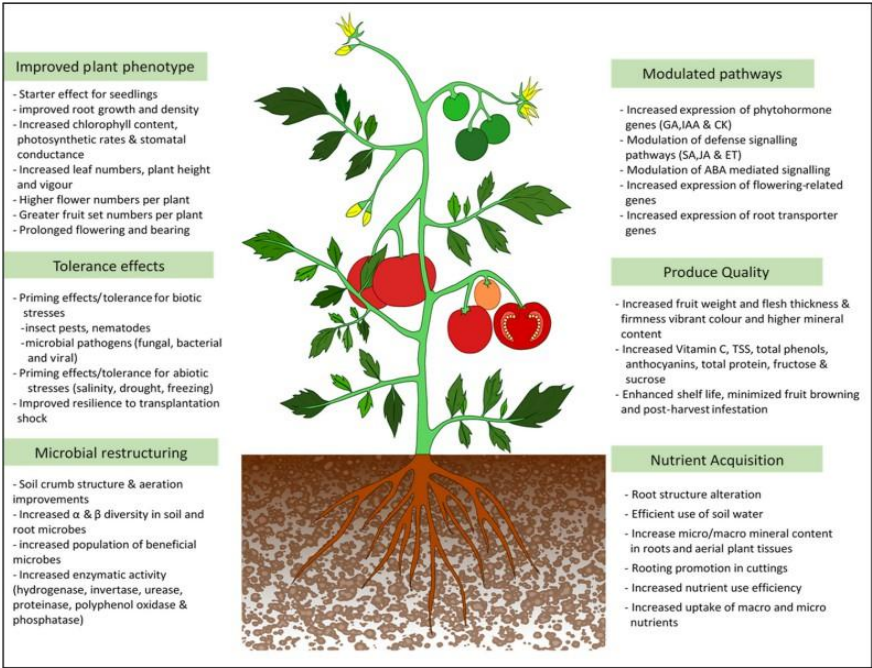 Improved plant phenotype
- Starter effect for seedlings
- improved root growth and density
- Increased chlorophyll content,
photosynthetic rates & stomatal
conductance
- Increased leaf numbers, plant height
and vigour
- Higher flower numbers per plant
- Greater fruit set numbers per plant
- Prolonged flowering and bearing
Tolerance effects
- Priming effects/tolerance for biotic
stresses
-insect pests, nematodes
-microbial pathogens (fungal, bacterial
and viral)
- Priming effects/tolerance for abiotic
stresses (salinity, drought, freezing)
- Improved resilience to transplantation
shock
Microbial restructuring
- Soil crumb structure & aeration
improvements
- Increased α & β diversity in soil and
root microbes
- increased population of beneficial
microbes
- Increased enzymatic activity
(hydrogenase, invertase, urease,
proteinase, polyphenol oxidase &
phosphatase)
Modulated pathways
- Increased expression of phytohormone
genes (GA,IAA & CK)
- Modulation of defense signalling
pathways (SA,JA & ET)
- Modulation of ABA mediated signalling
- Increased expression of flowering-related
genes
- Increased expression of root transporter
genes
Produce Quality
- Increased fruit weight and flesh thickness &
firmness vibrant colour and higher mineral
content
- Increased Vitamin C, TSS, total phenols,
anthocyanins, total protein, fructose &
sucrose
- Enhanced shelf life, minimized fruit browning
and post-harvest infestation
Nutrient Acquisition
- Root structure alteration
- Efficient use of soil water
- Increase micro/macro mineral content
in roots and aerial plant tissues
- Rooting promotion in cuttings
- Increased nutrient use efficiency
- Increased uptake of macro and micro
nutrients